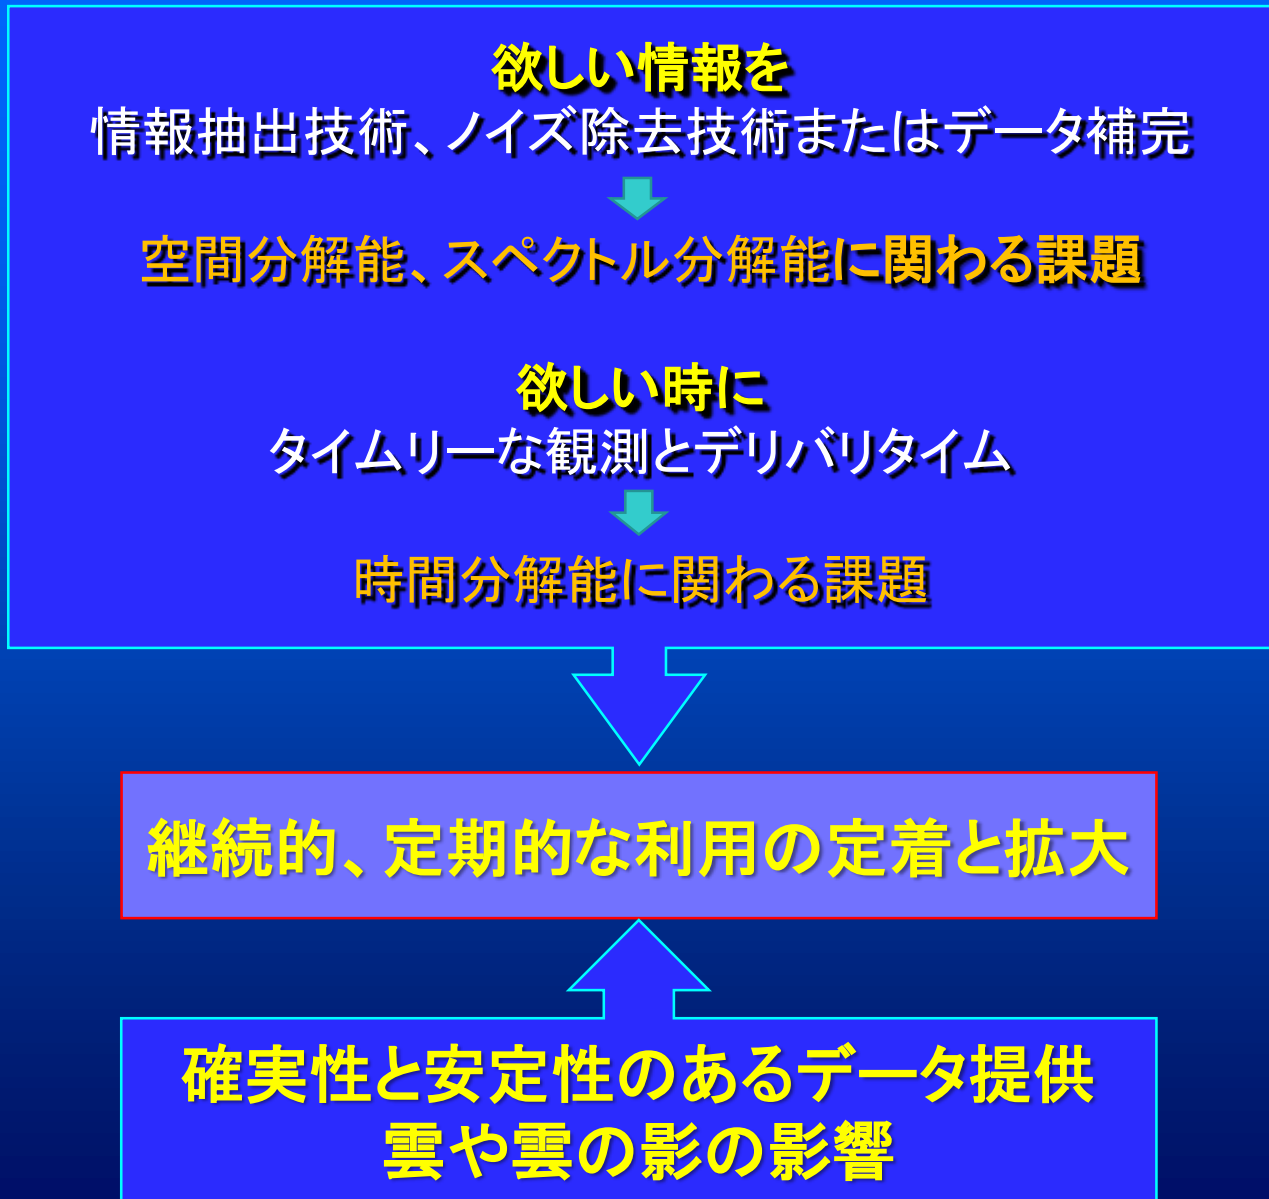 欲しい情報を
情報抽出技術、ノイズ除去技術またはデータ補完
空間分解能、スペクトル分解能に関わる課題
欲しい時に
タイムリーな観測とデリバリタイム
時間分解能に関わる課題
継続的、定期的な利用の定着と拡大
確実性と安定性のあるデータ提供
雲や雲の影の影響